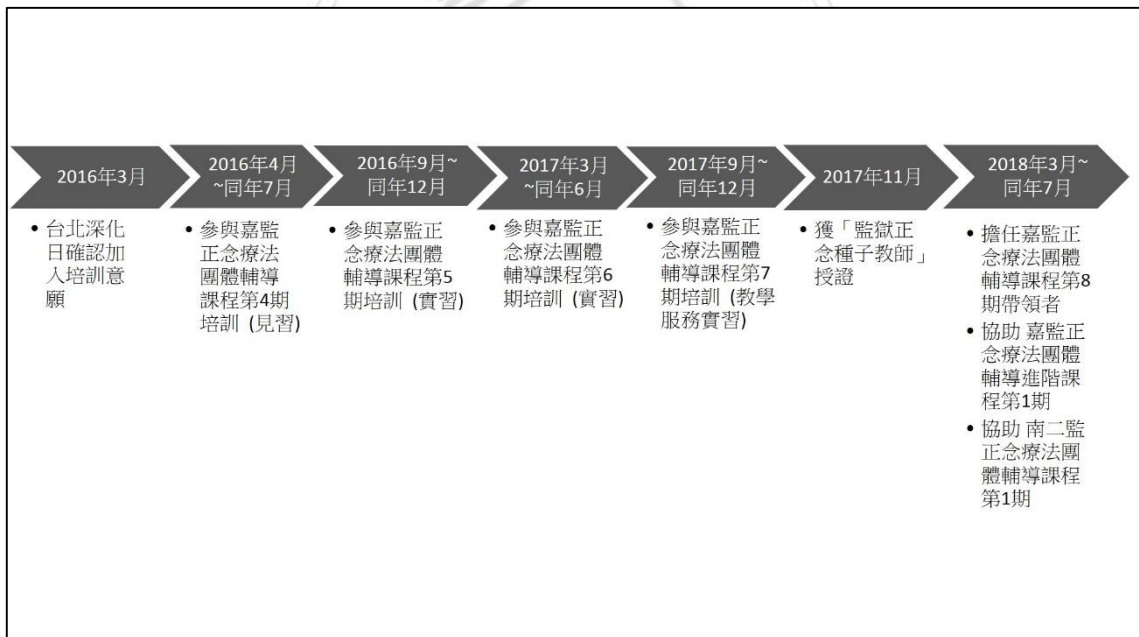 2016年3月
• 台北深化
日確認加
入培訓意
願
2016年4月
~同年7月
• 參與嘉監
正念療法
團體輔導
課程第4期
培訓 (見習)
2016年9月~
同年12月
• 參與嘉監正
念療法團體
輔導課程第5
期培訓 (實習)
2017年3月
~同年6月
• 參與嘉監正
念療法團體
輔導課程第6
期培訓 (實習)
2017年9月~
同年12月
• 參與嘉監正
念療法團體
輔導課程第7
期培訓 (教學
服務實習)
2017年11月
• 獲「監獄正
念種子教師」
授證
2018年3月~
同年7月
• 擔任嘉監正
念療法團體
輔導課程第8
期帶領者
• 協助 嘉監正
念療法團體
輔導進階課
程第1期
• 協助 南二監
正念療法團
體輔導課程
第1期